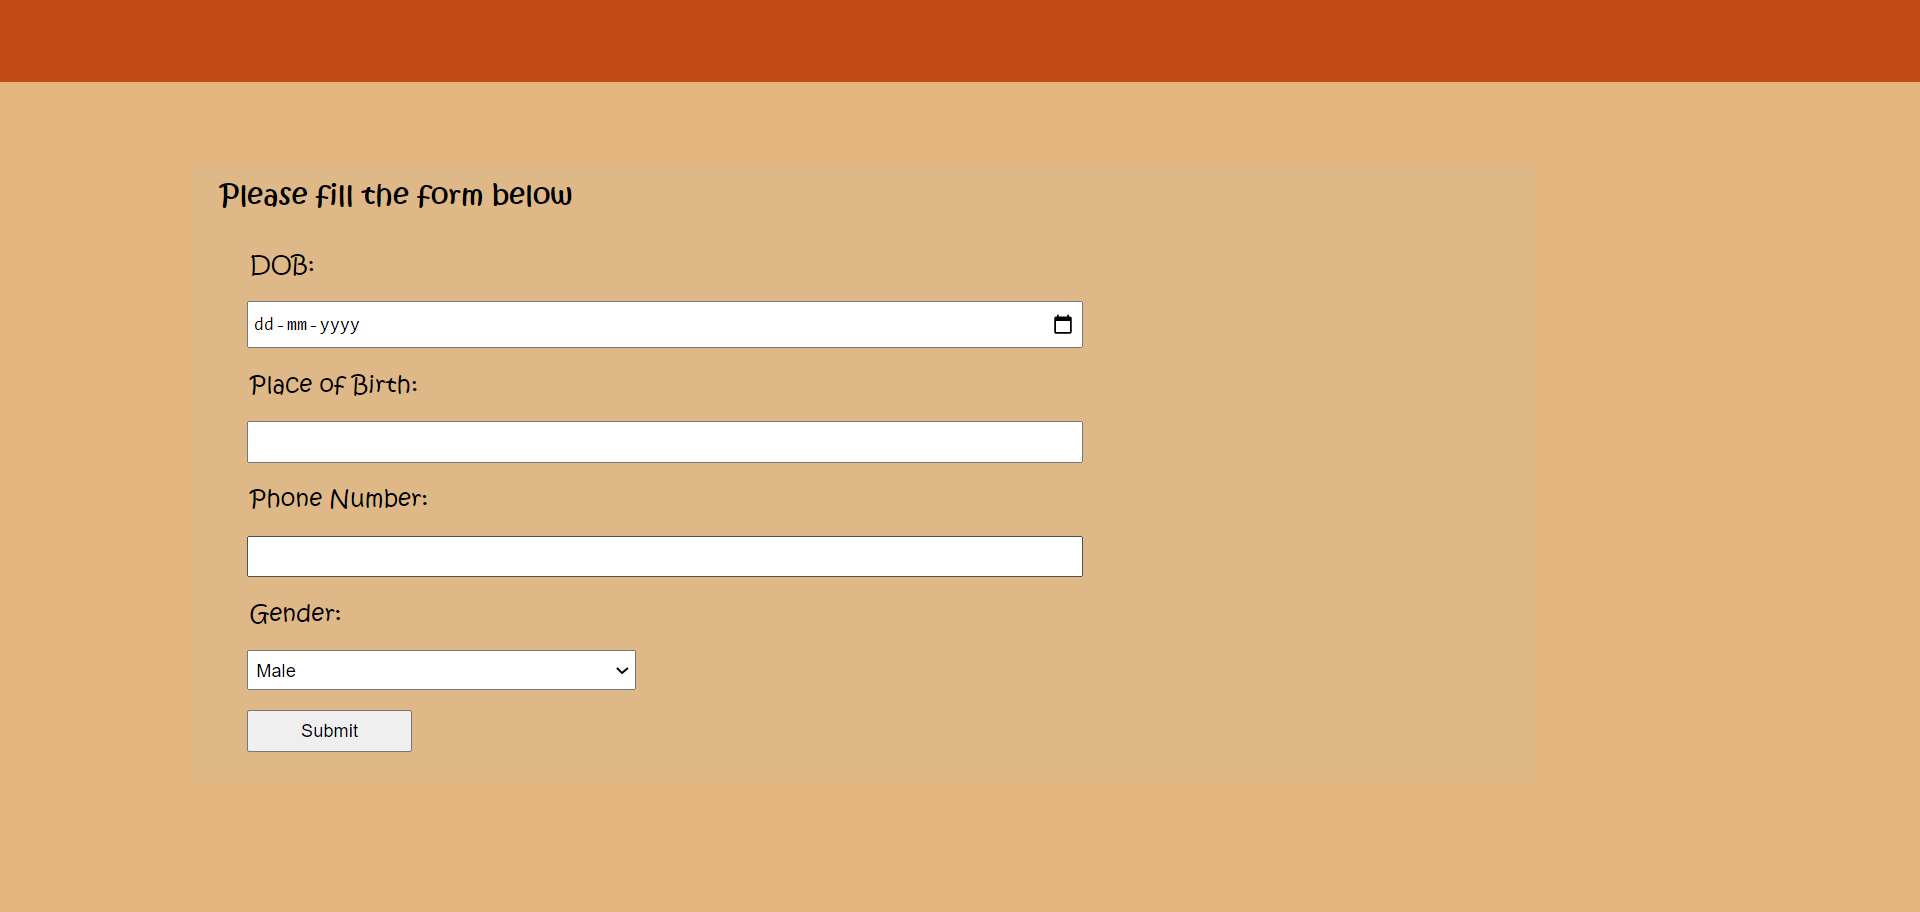 Please fill the form below
DOB:
dd-mm-yyyy
Place of Birth:
Phone Number:
Gender:
Male
Submit